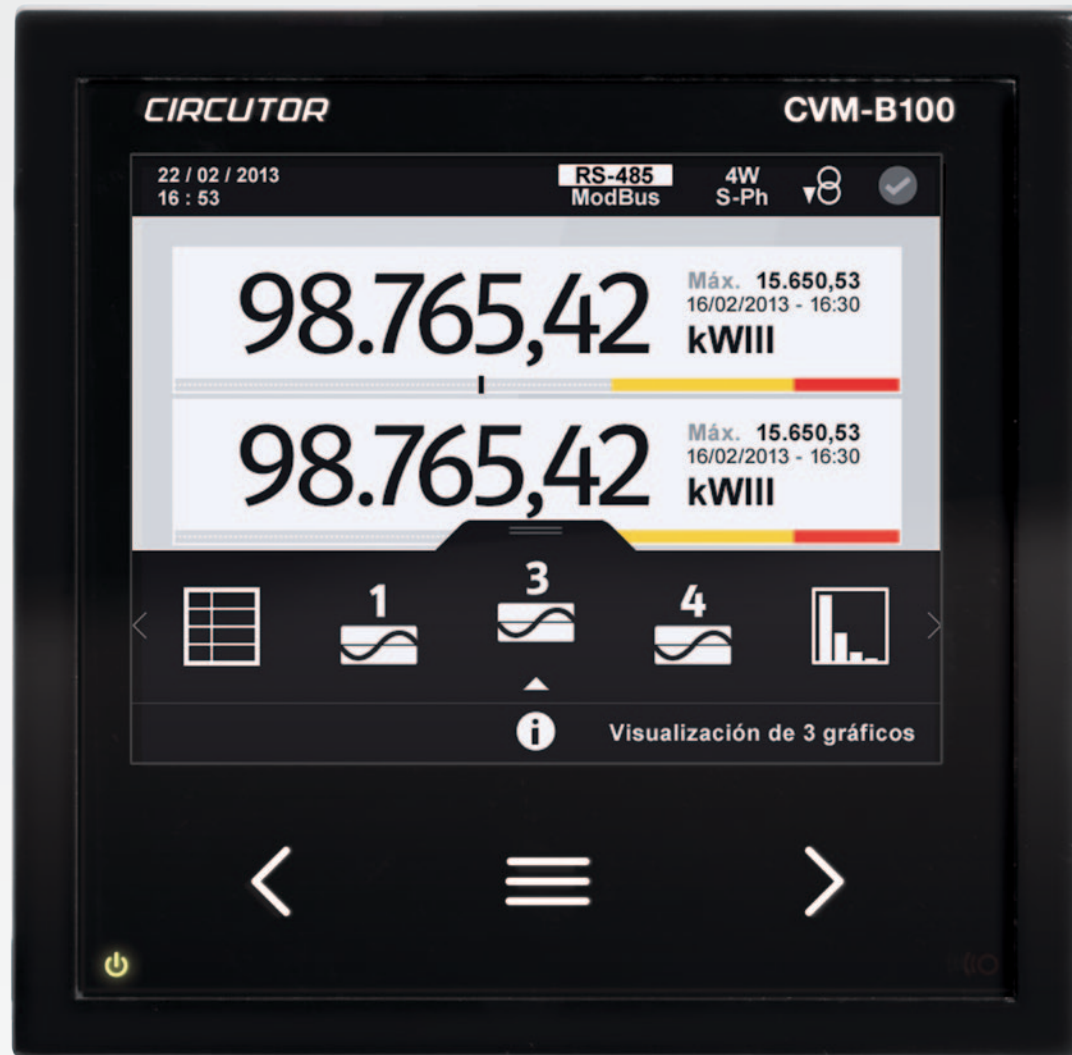 CIRCUTOR CVM-B100
22 / 02 / 2013 RS-485 4W
16 : 53 ModBus S-Ph
98.765,42 Máx. 15.650,53
16/02/2013 - 16:30
kWIII
98.765,42 Máx. 15.650,53
16/02/2013 - 16:30
kWIII
1 3 4
i Visualización de 3 gráficos